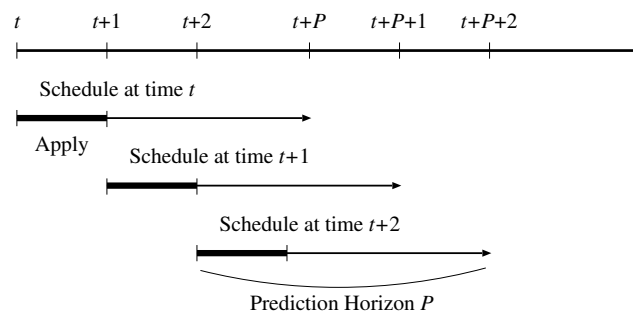 t t+1 t+2 t+P t+P+1 t+P+2
Schedule at time t
Apply
Schedule at time t+1
Schedule at time t+2
Prediction Horizon P